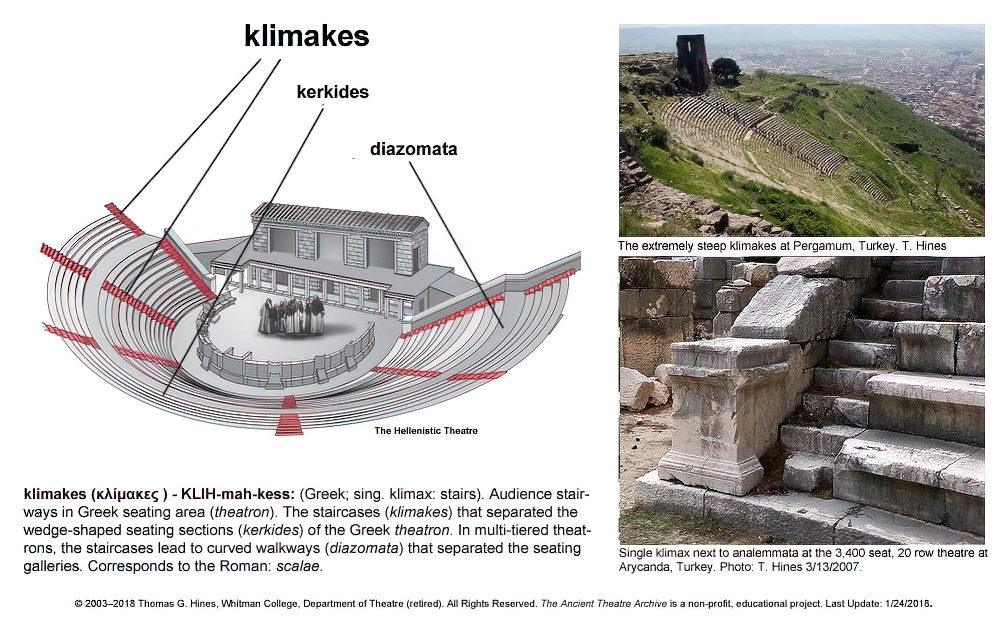 klimakes
kerkides
diazomata
The Hellenistic Theatre
The extremely steep klimakes at Pergamum, Turkey. T. Hines
klimakes (κλίμακες ) - KLIH-mah-kess: (Greek; sing. klimax: stairs). Audience stair-
ways in Greek seating area (theatron). The staircases (klimakes) that separated the
wedge-shaped seating sections (kerkides) of the Greek theatron. In multi-tiered theat-
rons, the staircases lead to curved walkways (diazomata) that separated the seating
galleries. Corresponds to the Roman: scalae.
Single klimax next to analemmata at the 3,400 seat, 20 row theatre at
Arycanda, Turkey. Photo: T. Hines 3/13/2007.
© 2003–2018 Thomas G. Hines, Whitman College, Department of Theatre (retired). All Rights Reserved. The Ancient Theatre Archive is a non-profit, educational project. Last Update: 1/24/2018.